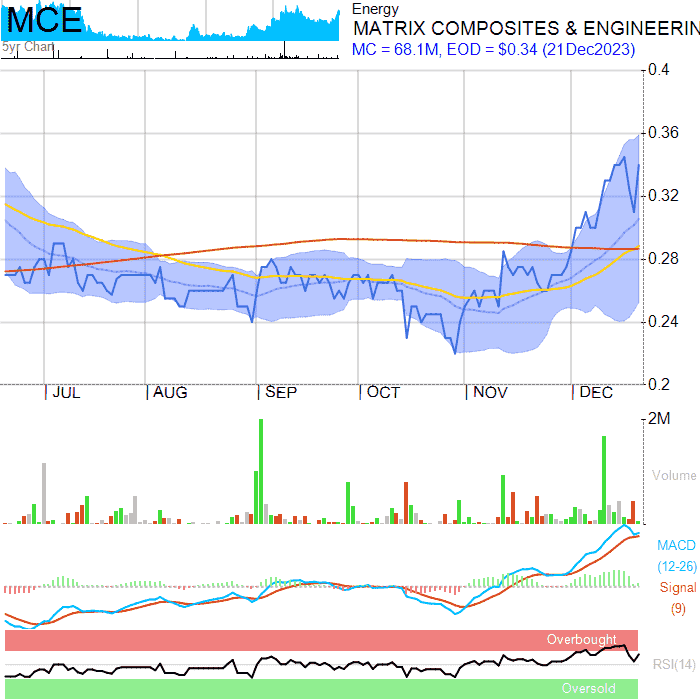 MCE
Energy
MATRIX COMPOSITES & ENGINEERIN
MC = 68.1M, EOD = $0.34 (21Dec2023)
5yr Chart
0.4
0.36
0.32
0.28
0.24
0.2
JUL AUG SEP OCT NOV DEC
2M
Volume
MACD
(12-26)
Signal
(9)
Overbought
RSI(14)
Oversold